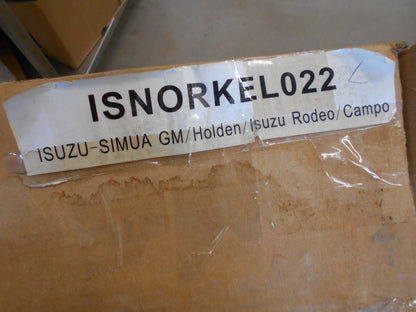 ISNORKEL022
ISUZU-SIMUA GM/Holden/Isuzu Rodeo/Campo